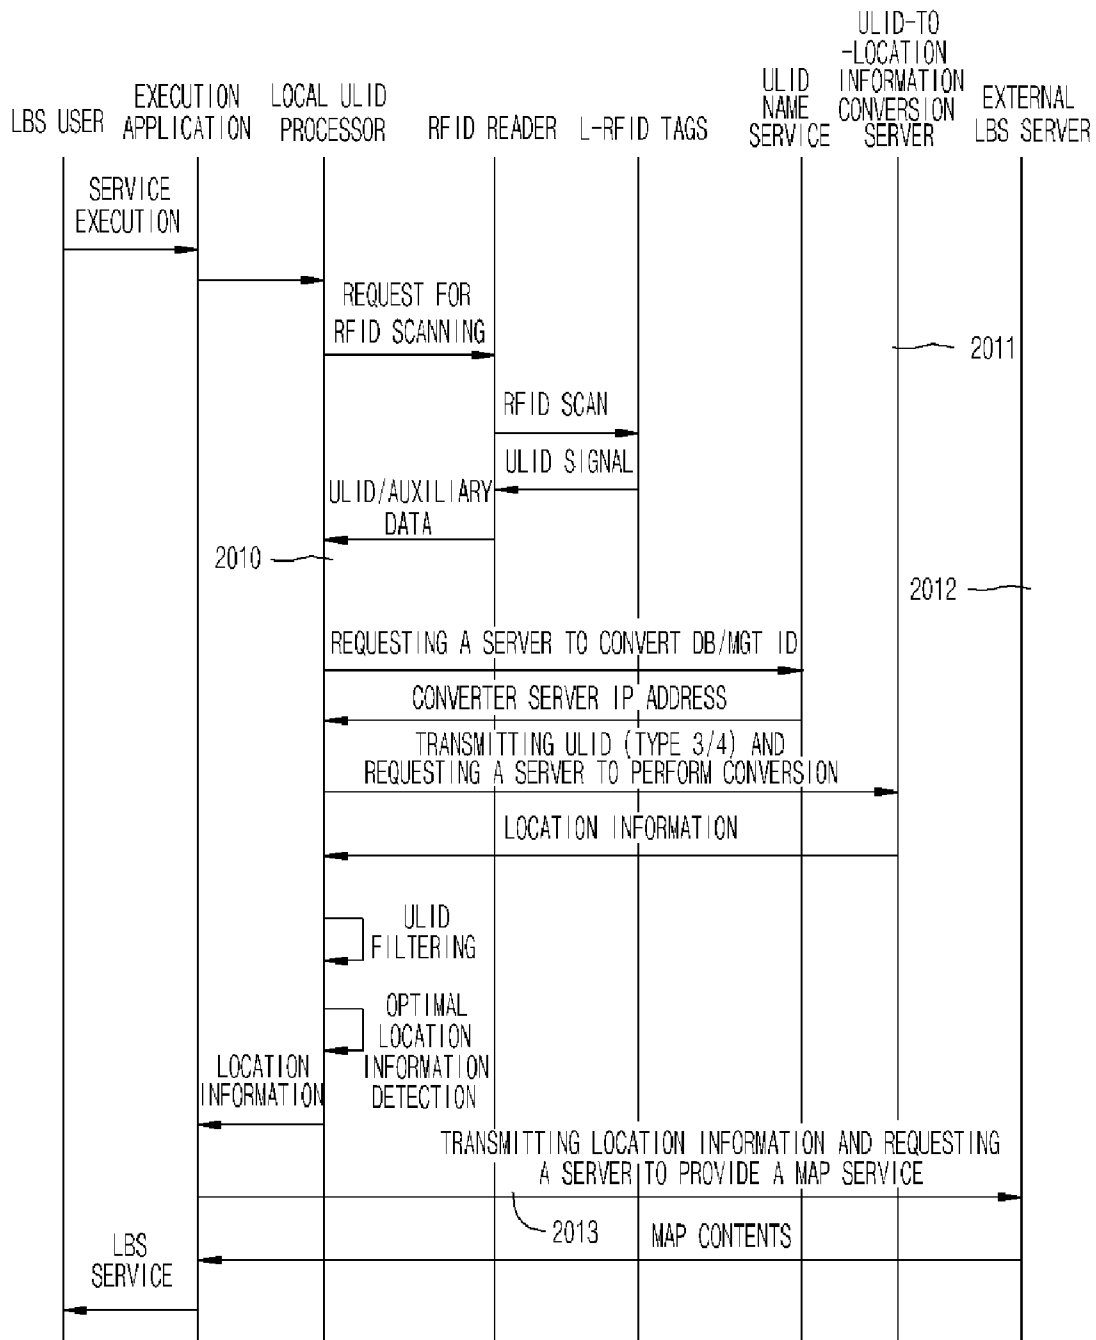 LBS USER
EXECUTION
APPLICATION
LOCAL ULID
PROCESSOR
RFID READER
L-RFID TAGS
ULID
NAME
SERVICE
ULID-TO
-LOCATION
INFORMATION
CONVERSION
SERVER
EXTERNAL
LBS SERVER
SERVICE
EXECUTION
REQUEST FOR
RFID SCANNING
2011
RFID SCAN
ULID SIGNAL
ULID/AUXILIARY
DATA
2010
2012
REQUESTING A SERVER TO CONVERT DB/MGT ID
CONVERTER SERVER IP ADDRESS
TRANSMITTING ULID (TYPE 3/4) AND
REQUESTING A SERVER TO PERFORM CONVERSION
LOCATION INFORMATION
ULID
FILTERING
OPTIMAL
LOCATION
INFORMATION
DETECTION
LOCATION
INFORMATION
TRANSMITTING LOCATION INFORMATION AND REQUESTING
A SERVER TO PROVIDE A MAP SERVICE
2013
MAP CONTENTS
LBS
SERVICE